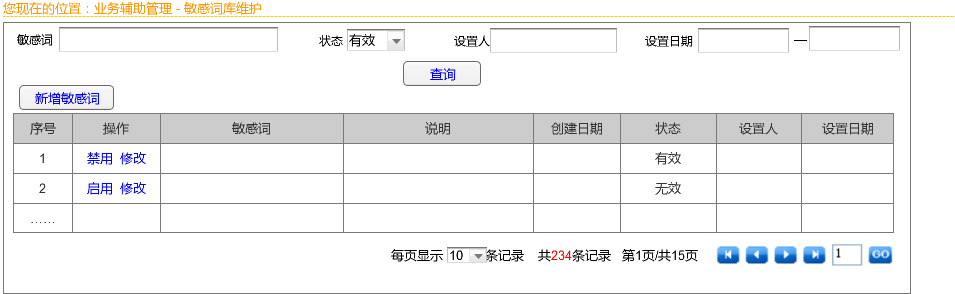 您现在的位置：业务辅助管理 - 敏感词库维护
敏感词 状态 有效 设置人 设置日期 —
查询
新增敏感词
序号 操作 敏感词 说明 创建日期 状态 设置人 设置日期
1 禁用 修改 有效
2 启用 修改 无效
……
每页显示 10 条记录 共234条记录 第1页/共15页 1 GO